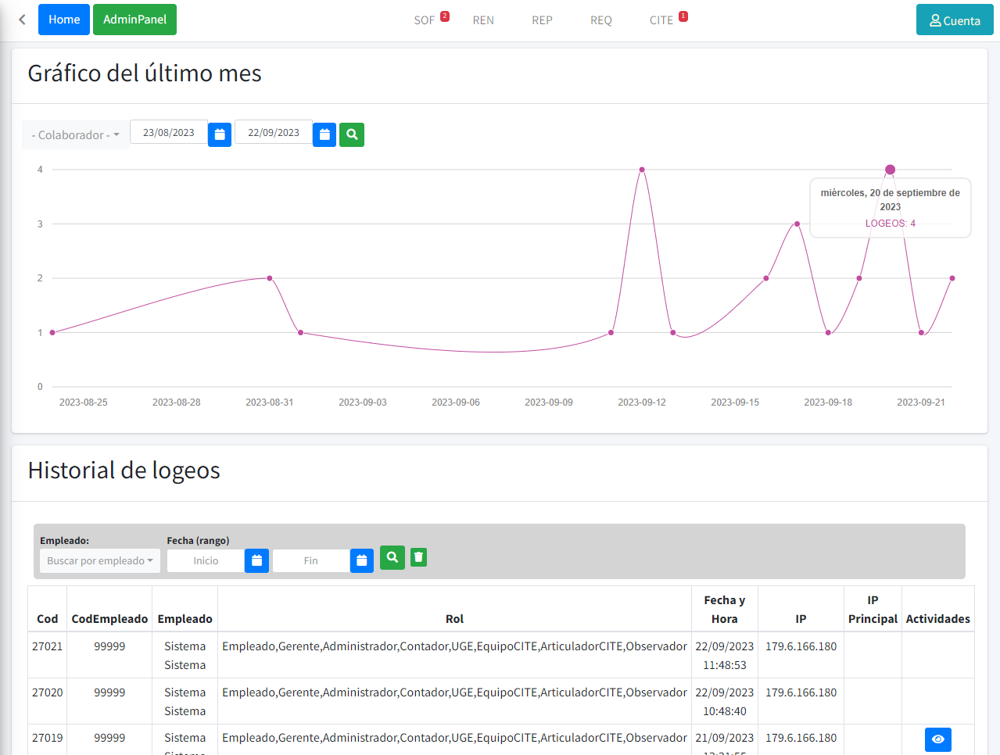 Home AdminPanel SOF 2 REN REP REQ CITE 1 Cuenta
Gráfico del último mes
- Colaborador - 23/08/2023 22/09/2023
4
miércoles, 20 de septiembre de
2023
LOGEOS: 4
3
2
1
0
2023-08-25 2023-08-28 2023-08-31 2023-09-03 2023-09-06 2023-09-09 2023-09-12 2023-09-15 2023-09-18 2023-09-21
Historial de logeos
Empleado: Fecha (rango)
Buscar por empleado Inicio Fin
Fecha y IP
Cod CodEmpleado Empleado Rol Hora IP Principal Actividades
27021 99999 Sistema Empleado,Gerente,Administrador,Contador,UGE,EquipoCITE,ArticuladorCITE,Observador 22/09/2023 179.6.166.180
Sistema 11:48:53
27020 99999 Sistema Empleado,Gerente,Administrador,Contador,UGE,EquipoCITE,ArticuladorCITE,Observador 22/09/2023 179.6.166.180
Sistema 10:48:40
27019 99999 Sistema Empleado,Gerente,Administrador,Contador,UGE,EquipoCITE,ArticuladorCITE,Observador 21/09/2023 179.6.166.180